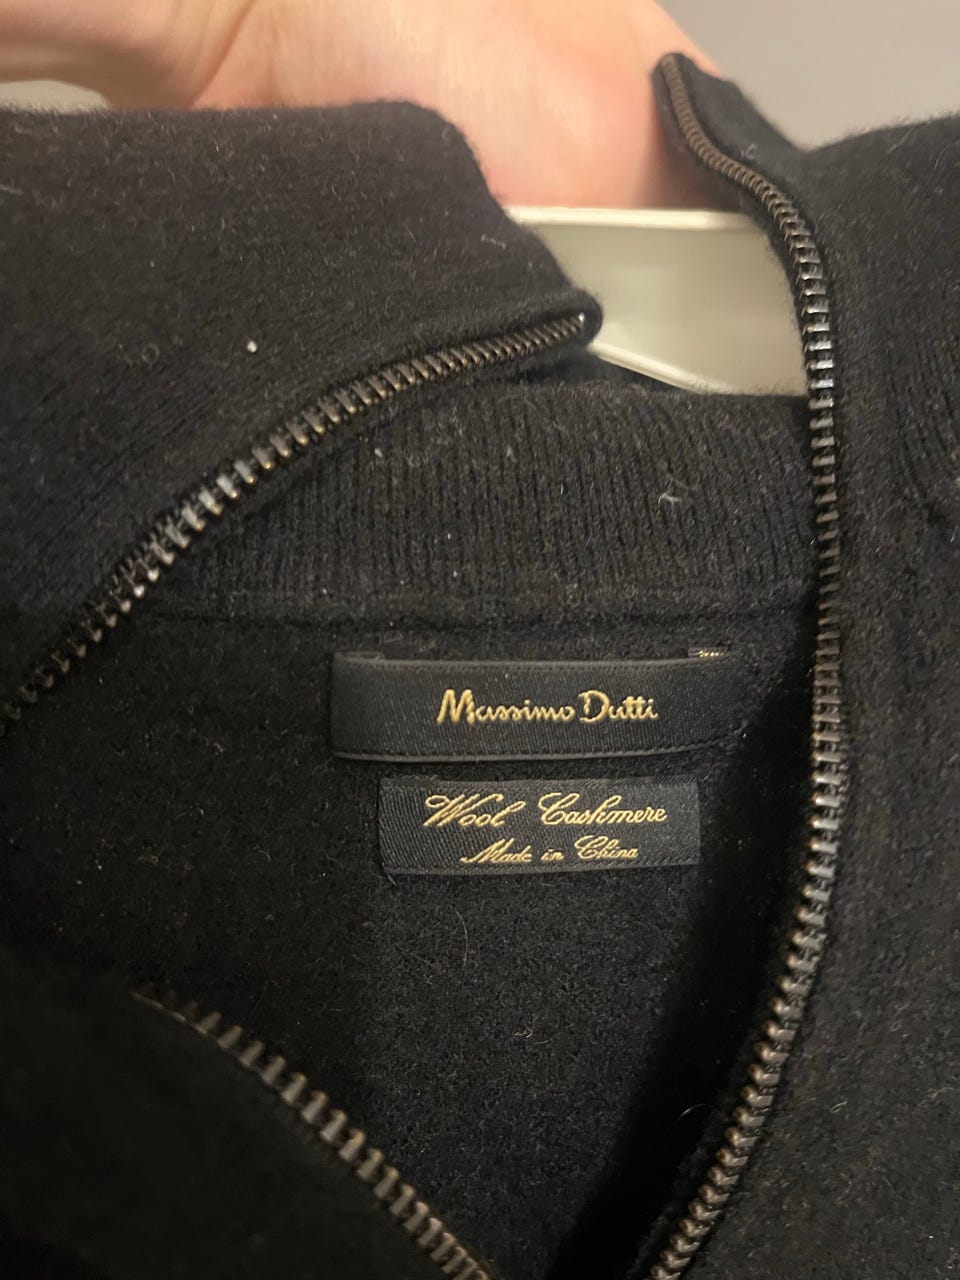 Massimo Dutti
Wool Cashmere
Made in China